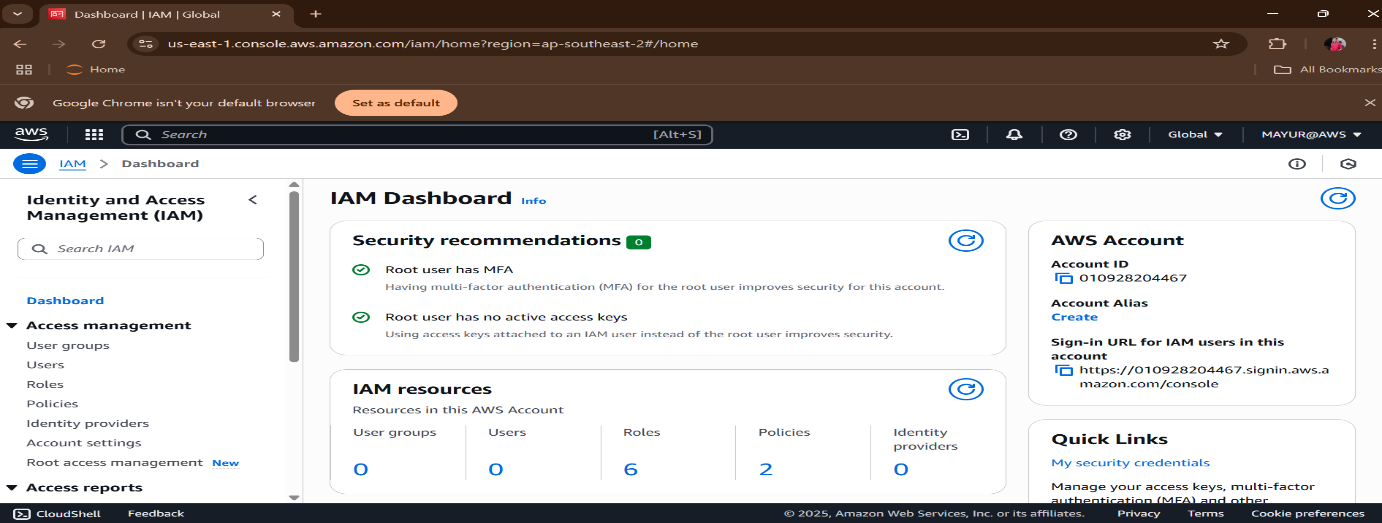 Dashboard | IAM | Global
us-east-1.console.aws.amazon.com/iam/home?region=ap-southeast-2#/home
Home
All Bookmarks
Google Chrome isn't your default browser
Set as default
aws
Search
[Alt+S]
Global
MAYUR@AWS
IAM > Dashboard
Identity and Access
Management (IAM)
Search IAM
Dashboard
Access management
User groups
Users
Roles
Policies
Identity providers
Account settings
Root access management New
Access reports
IAM Dashboard Info
Security recommendations 0
Root user has MFA
Having multi-factor authentication (MFA) for the root user improves security for this account.
Root user has no active access keys
Using access keys attached to an IAM user instead of the root user improves security.
IAM resources
Resources in this AWS Account
User groups
0
Users
0
Roles
6
Policies
2
Identity
providers
0
AWS Account
Account ID
010928204467
Account Alias
Create
Sign-in URL for IAM users in this
account
https://010928204467.signin.aws.a
mazon.com/console
Quick Links
My security credentials
Manage your access keys, multi-factor
authentication (MFA) and other
CloudShell
Feedback
© 2025, Amazon Web Services, Inc. or its affiliates.
Privacy
Terms
Cookie preferences